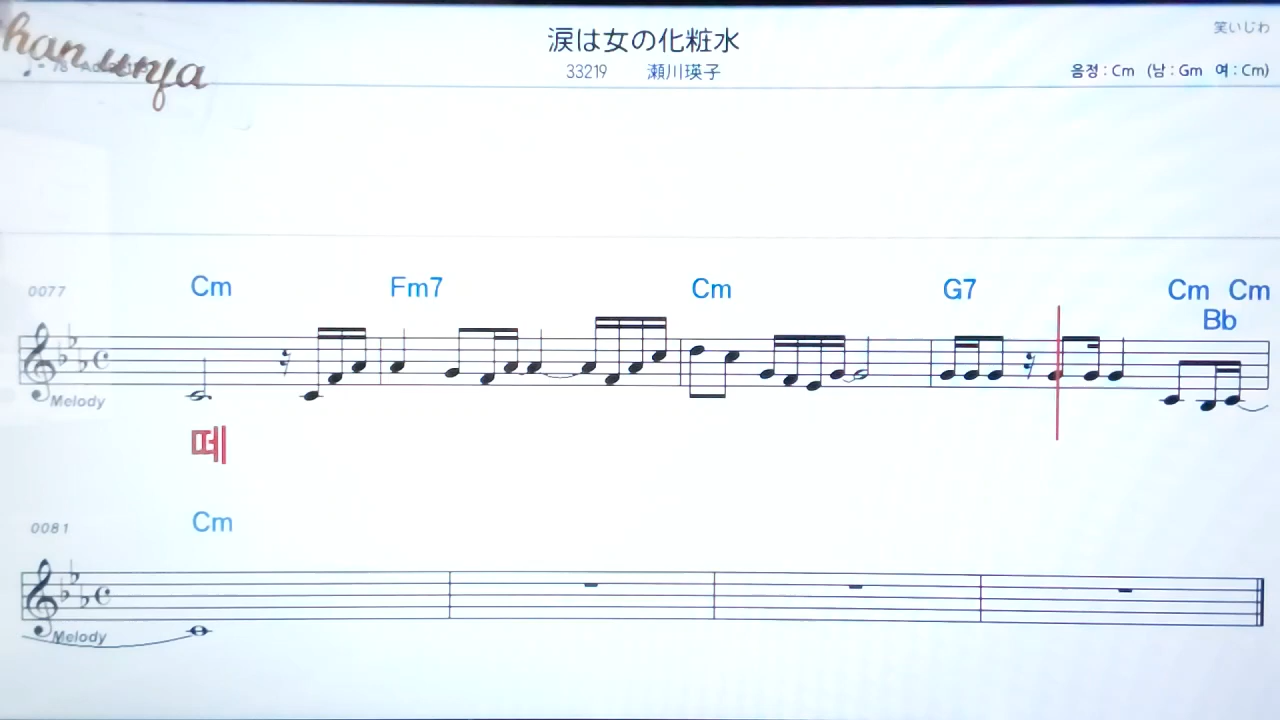 chanunya
笑いじわ
涙は女の化粧水
33219 瀬川瑛子
음정 : Cm (남 : Gm 여 : Cm)
0077 Cm Fm7 Cm G7 Cm Cm
Bb
Melody
떼
0081 Cm
Melody